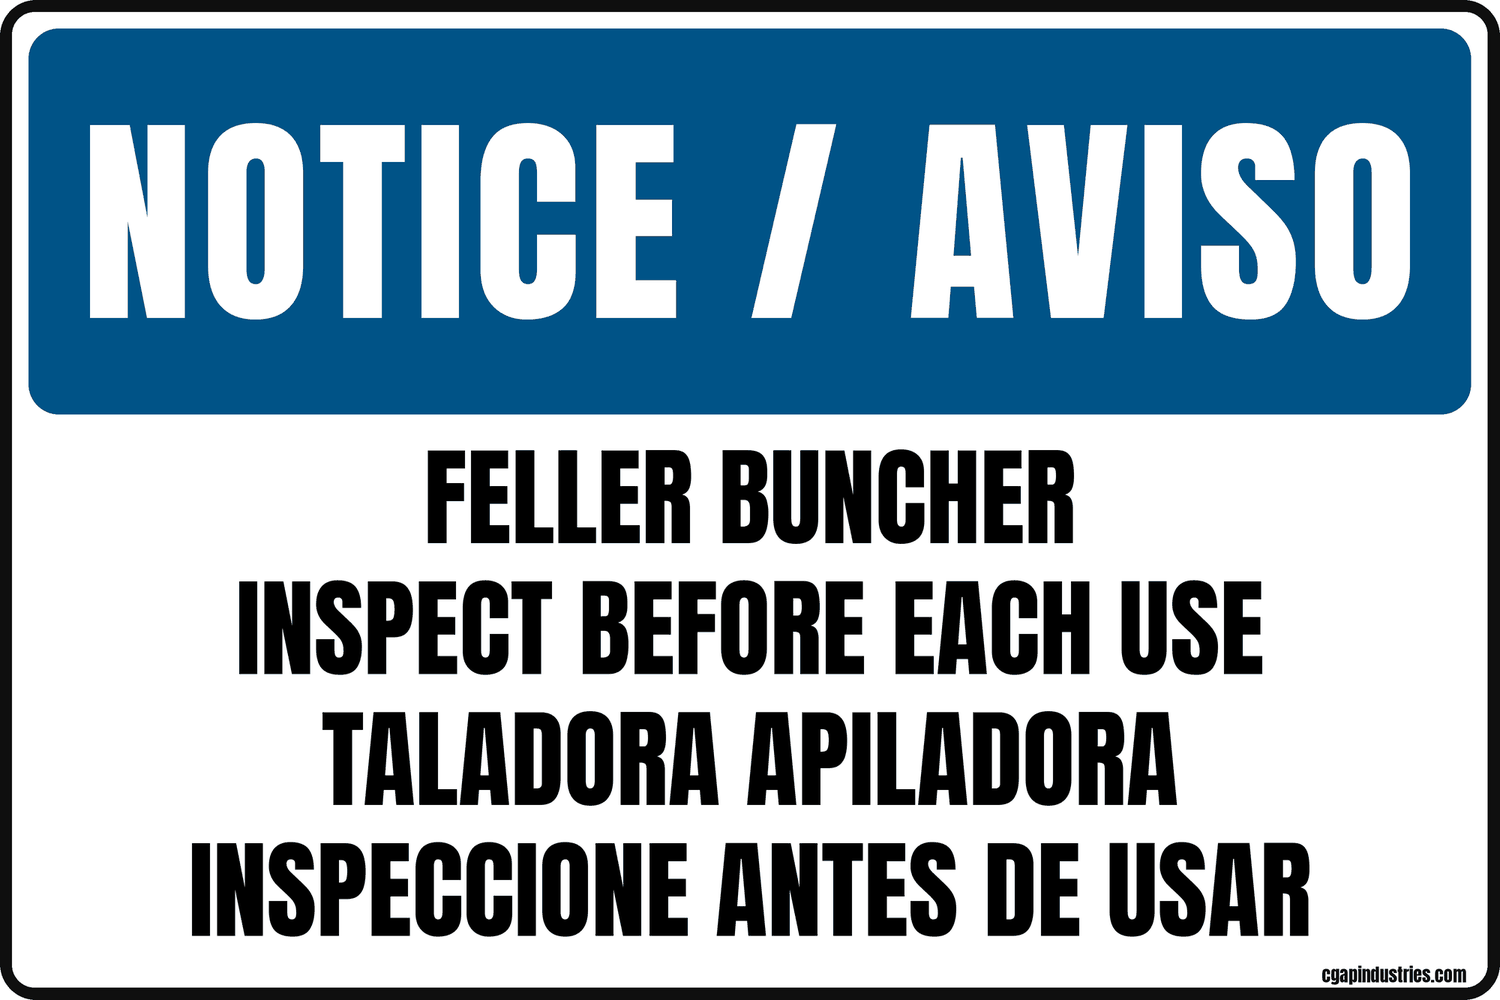 NOTICE / AVISO
FELLER BUNCHER
INSPECT BEFORE EACH USE
TALADORA APILADORA
INSPECCIONE ANTES DE USAR
cgapindustries.com